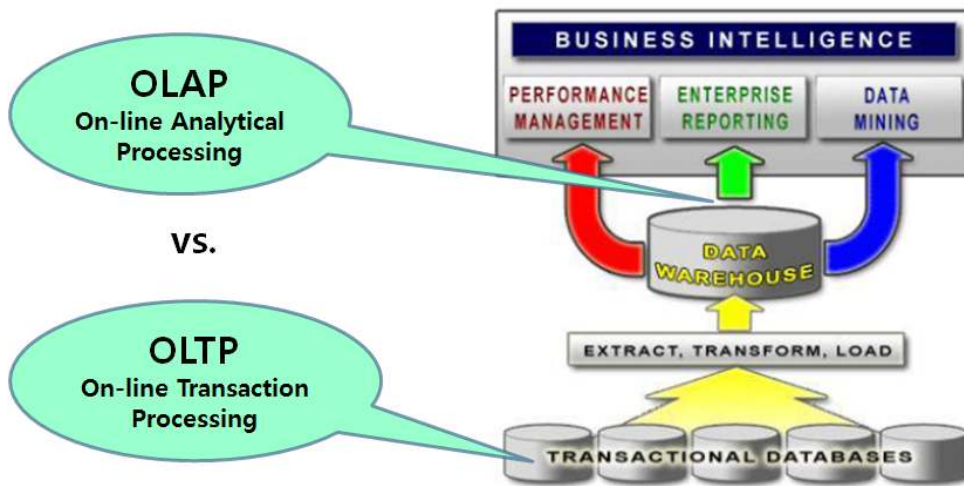 OLAP
On-line Analytical
Processing
vs.
OLTP
On-line Transaction
Processing
BUSINESS INTELLIGENCE
PERFORMANCE
MANAGEMENT
ENTERPRISE
REPORTING
DATA
MINING
DATA
WAREHOUSE
EXTRACT, TRANSFORM, LOAD
TRANSACTIONAL DATABASES